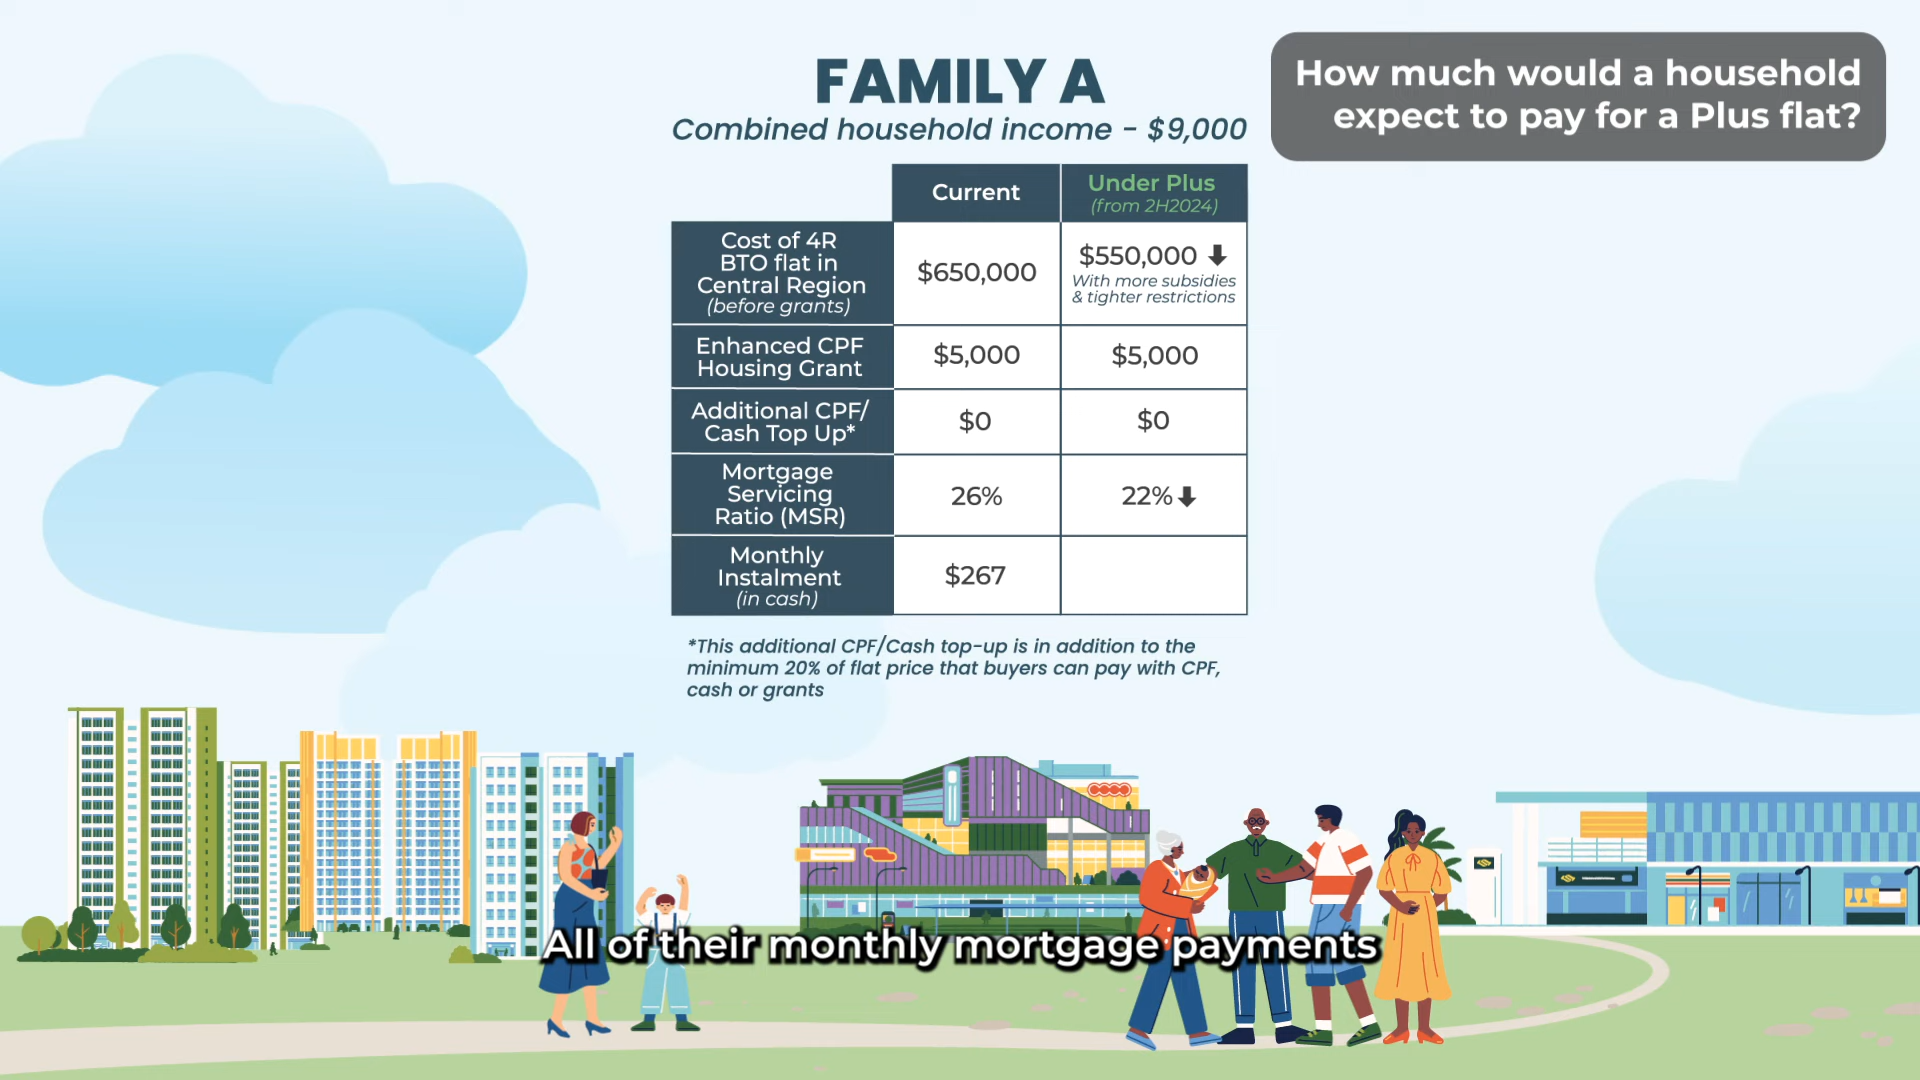 How much would a household
expect to pay for a Plus flat?
FAMILY A
Combined household income - $9,000
Current
Under Plus
(from 2H2024)
Cost of 4R
BTO flat in
Central Region
(before grants)
$650,000
$550,000
With more subsidies
& tighter restrictions
Enhanced CPF
Housing Grant
$5,000
$5,000
Additional CPF/
Cash Top Up*
$0
$0
Mortgage
Servicing
Ratio (MSR)
26%
22%
Monthly
Instalment
(in cash)
$267
*This additional CPF/Cash top-up is in addition to the
minimum 20% of flat price that buyers can pay with CPF,
cash or grants
All of their monthly mortgage payments